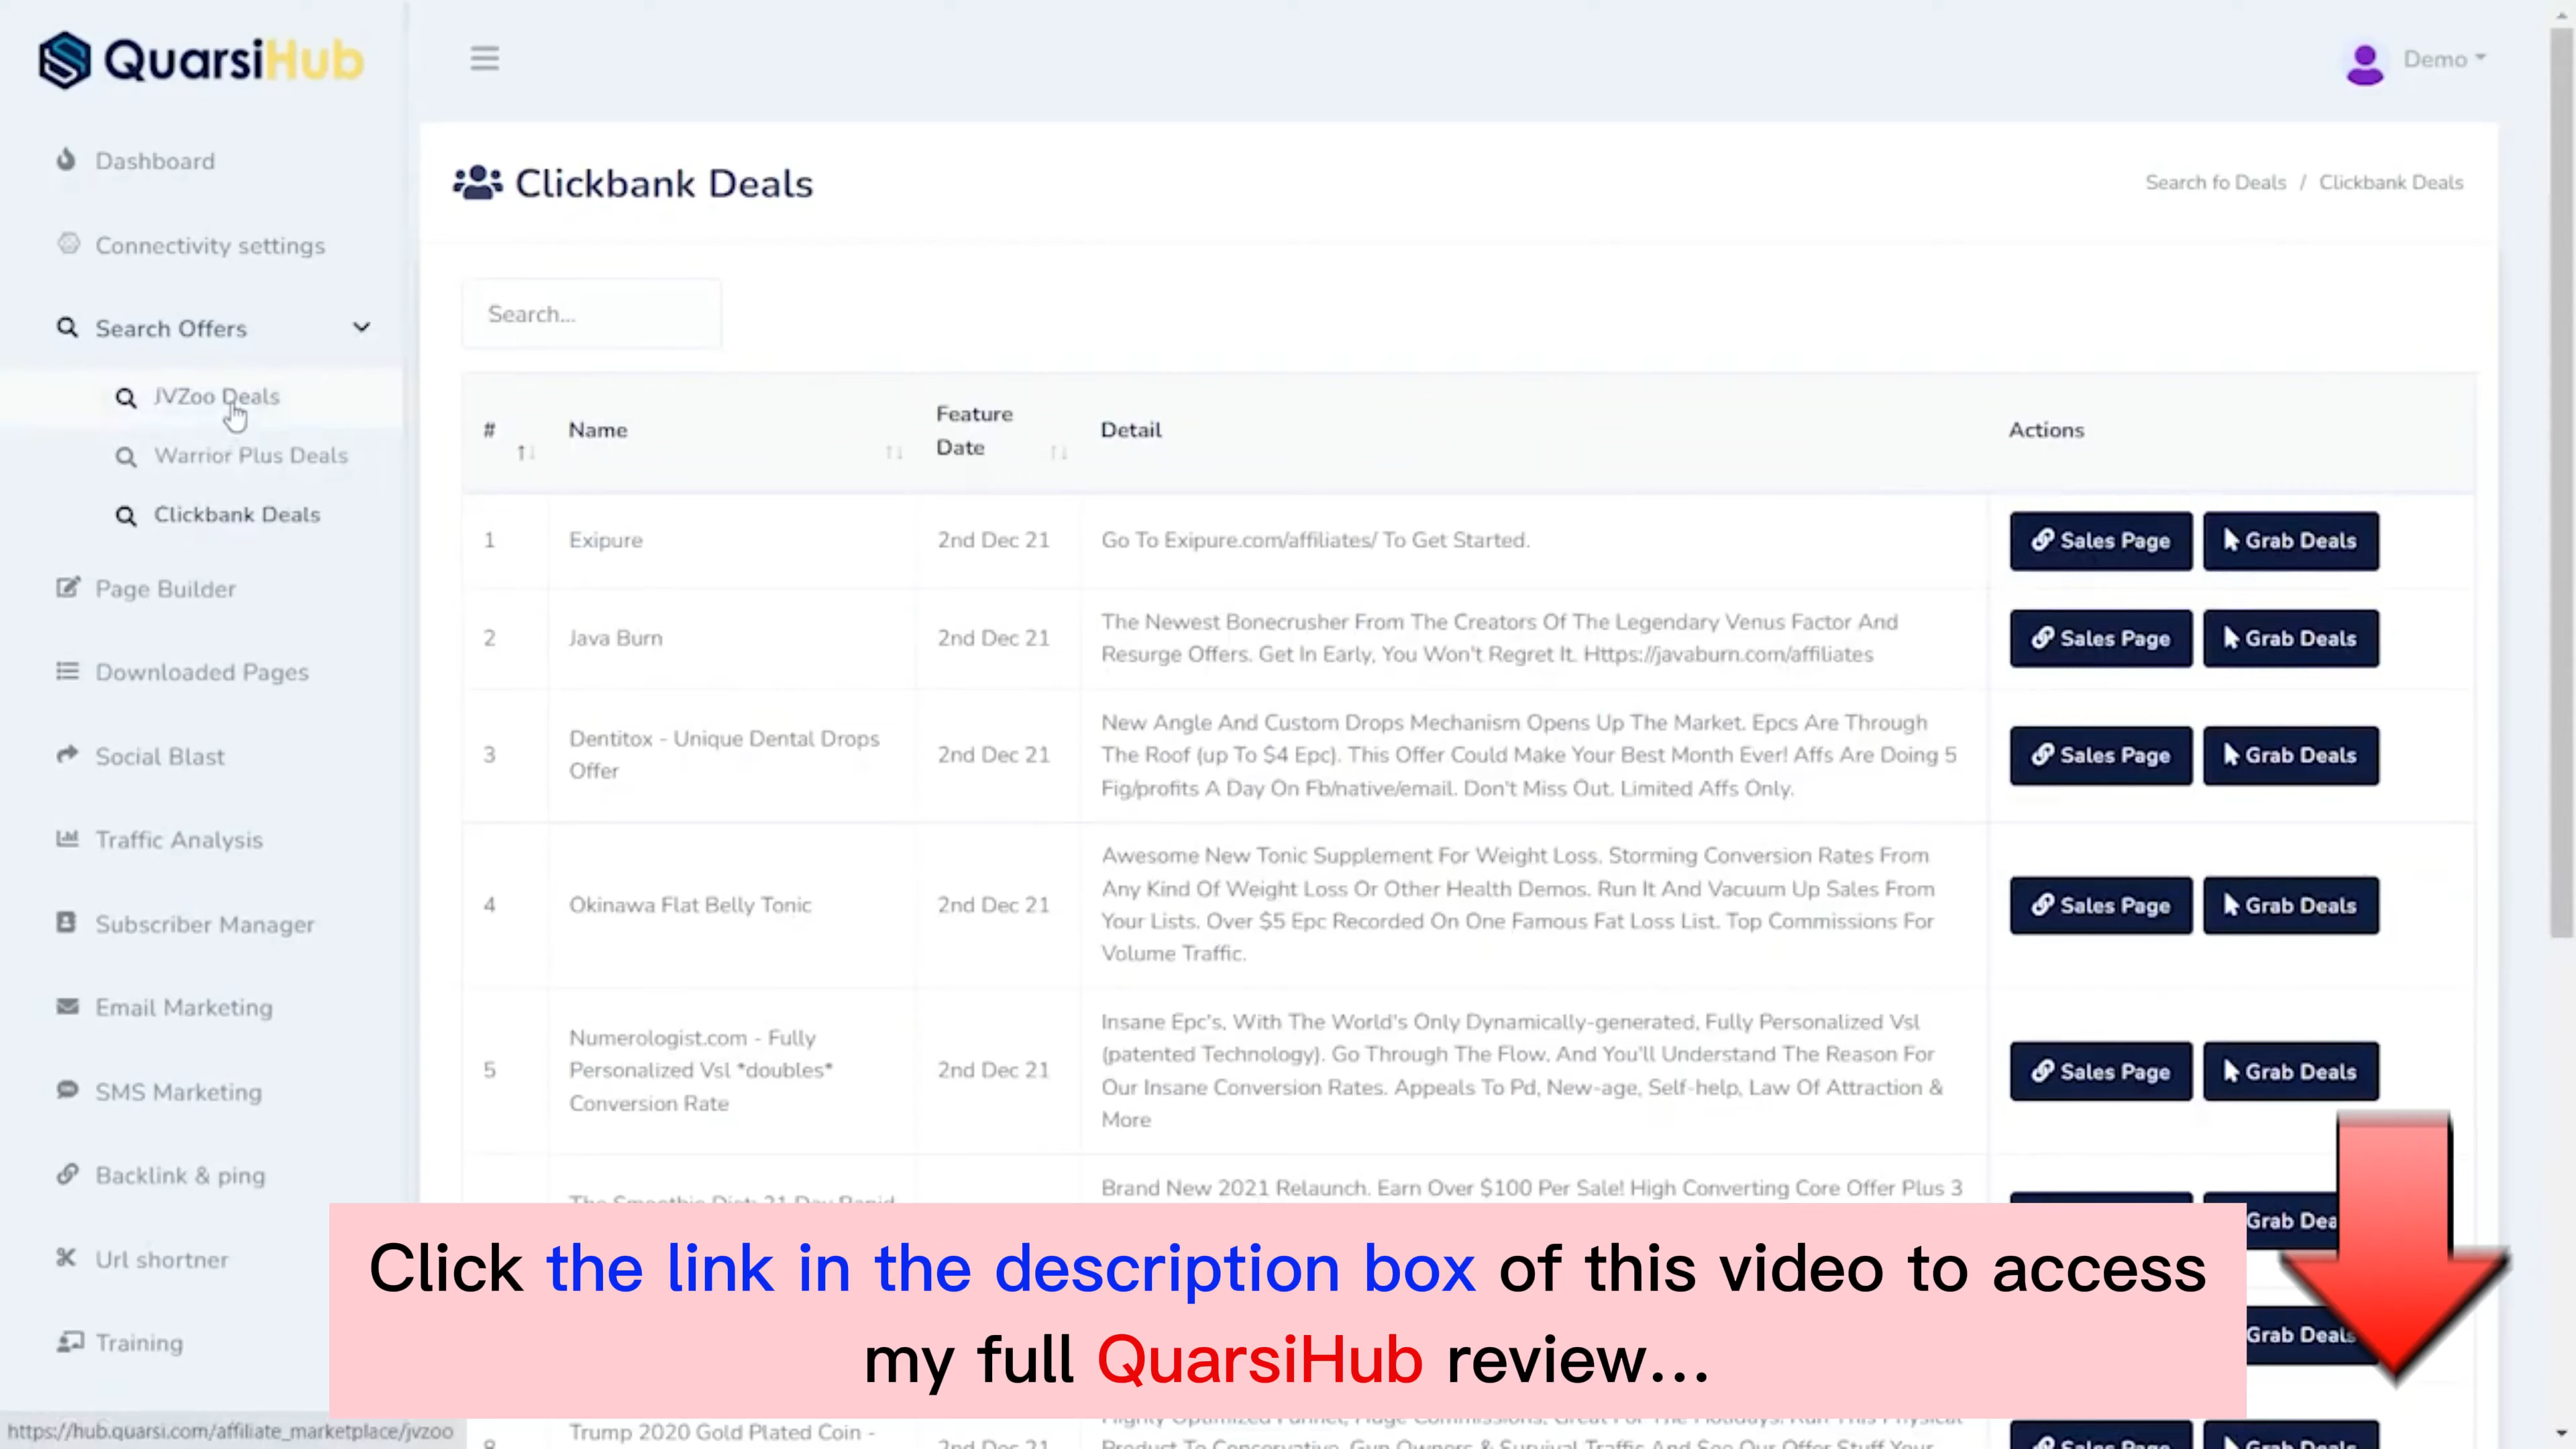 QuarsiHub
Demo
Dashboard
Connectivity settings
Search Offers
JVZoo Deals
Warrior Plus Deals
Clickbank Deals
Page Builder
Downloaded Pages
Social Blast
Traffic Analysis
Subscriber Manager
Email Marketing
SMS Marketing
Backlink & ping
Url shortner
Training
https://hub.quarsi.com/affiliate_marketplace/jvzoo
Clickbank Deals
Search fo Deals / Clickbank Deals
Search...
# Name Feature Date Detail Actions
1 Exipure 2nd Dec 21 Go To Exipure.com/affiliates/ To Get Started. Sales Page Grab Deals
2 Java Burn 2nd Dec 21 The Newest Bonecrusher From The Creators Of The Legendary Venus Factor And
Resurge Offers. Get In Early, You Won't Regret It. Https://javaburn.com/affiliates
Sales Page Grab Deals
3 Dentitox - Unique Dental Drops
Offer
2nd Dec 21
New Angle And Custom Drops Mechanism Opens Up The Market. Epcs Are Through
The Roof (up To $4 Epc). This Offer Could Make Your Best Month Ever! Affs Are Doing 5
Fig/profits A Day On Fb/native/email. Don't Miss Out. Limited Affs Only.
Sales Page Grab Deals
4 Okinawa Flat Belly Tonic 2nd Dec 21
Awesome New Tonic Supplement For Weight Loss. Storming Conversion Rates From
Any Kind Of Weight Loss Or Other Health Demos. Run It And Vacuum Up Sales From
Your Lists. Over $5 Epc Recorded On One Famous Fat Loss List. Top Commissions For
Volume Traffic.
Sales Page Grab Deals
5 Numerologist.com - Fully
Personalized Vsl *doubles*
Conversion Rate
2nd Dec 21
Insane Epc's, With The World's Only Dynamically-generated, Fully Personalized Vsl
(patented Technology). Go Through The Flow, And You'll Understand The Reason For
Our Insane Conversion Rates. Appeals To Pd, New-age, Self-help, Law Of Attraction &
More
Sales Page Grab Deals
Brand New 2021 Relaunch. Earn Over $100 Per Sale! High Converting Core Offer Plus 3
Grab Dea
Click the link in the description box of this video to access
my full QuarsiHub review...
Grab Deals
Trump 2020 Gold Plated Coin -
2nd Dec 21
Sales Page Grab Deals